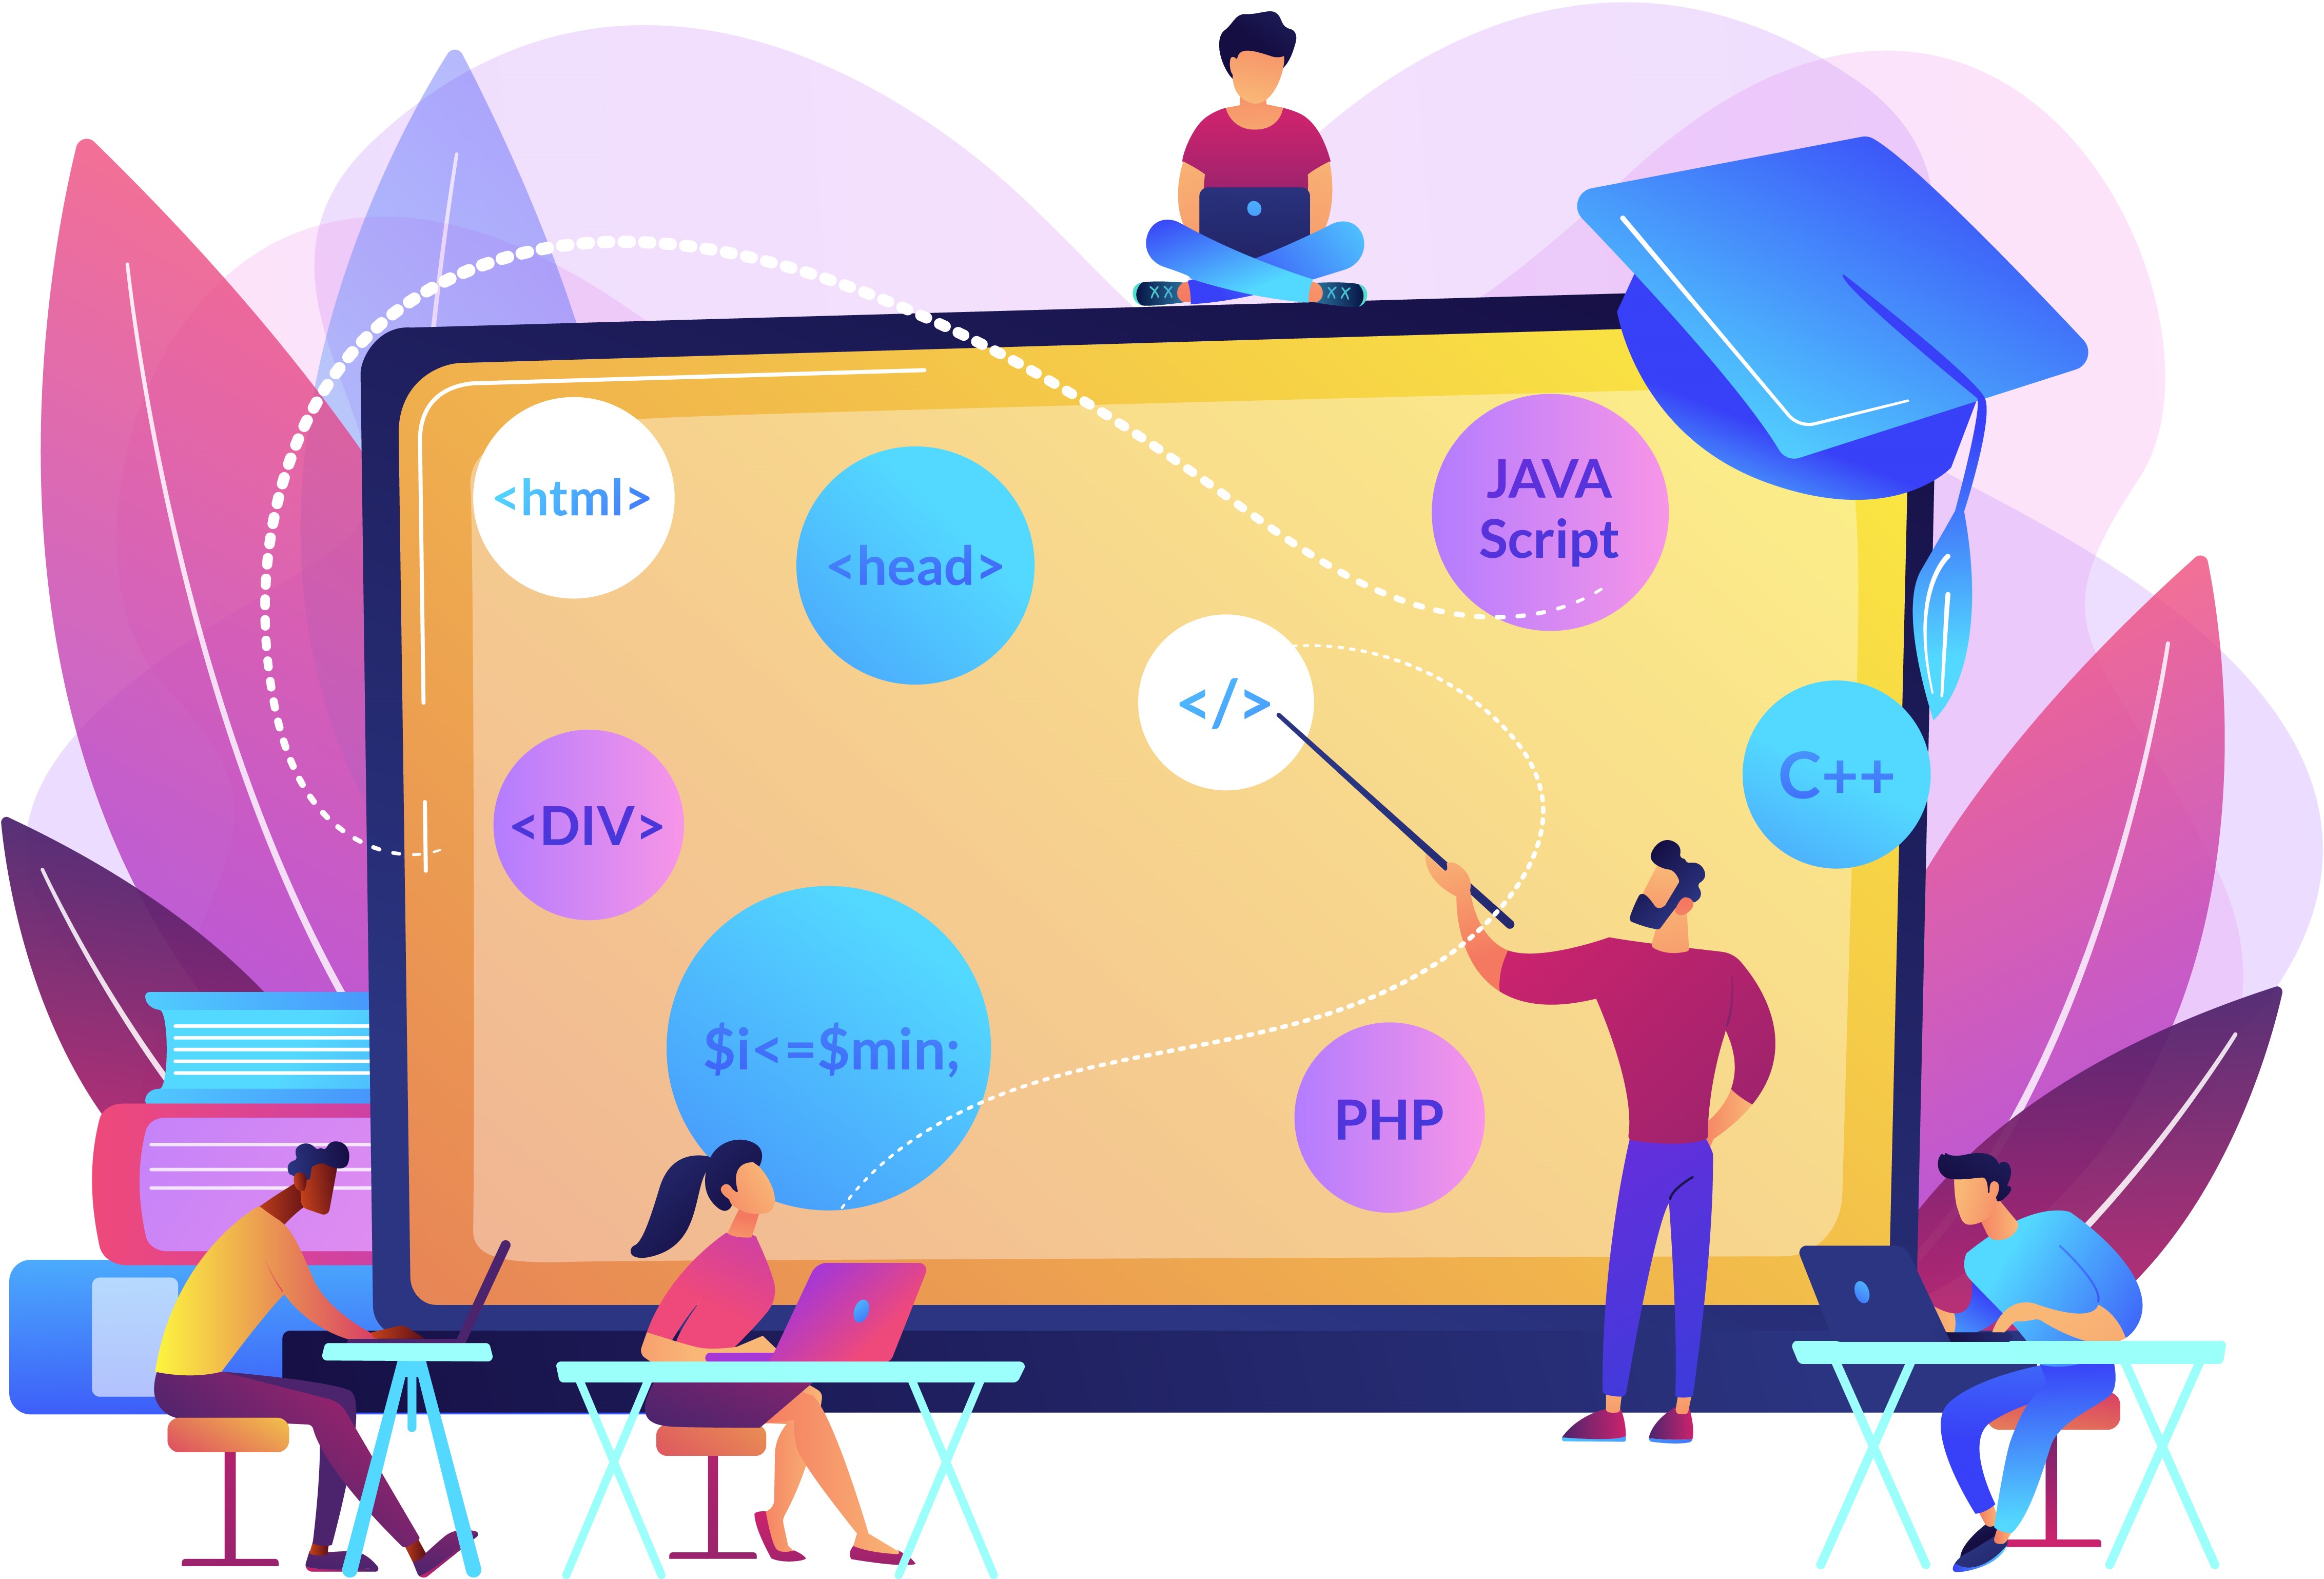 <html>
<head>
JAVA
Script
</>
C++
<DIV>
$i<=$min;
PHP